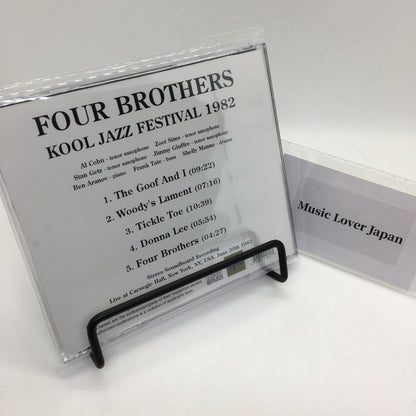 FOUR BROTHERS
KOOL JAZZ FESTIVAL 1982
Al Cohn - tenor saxophone Zoot Sims - tenor saxophone
Stan Getz - tenor saxophone Jimmy Giuffre - tenor saxophone
Ben Aranov - piano Frank Tate - bass Shelly Manne - drums
1. The Goof And I (09:22)
2. Woody's Lament (07:16)
3. Tickle Toe (10:39)
4. Donna Lee (05:54)
5. Four Brothers (04:27)
Stereo Soundboard Recording
Live at Carnegie Hall, New York, NY, USA. June 30th 1982
Music Lover Japan